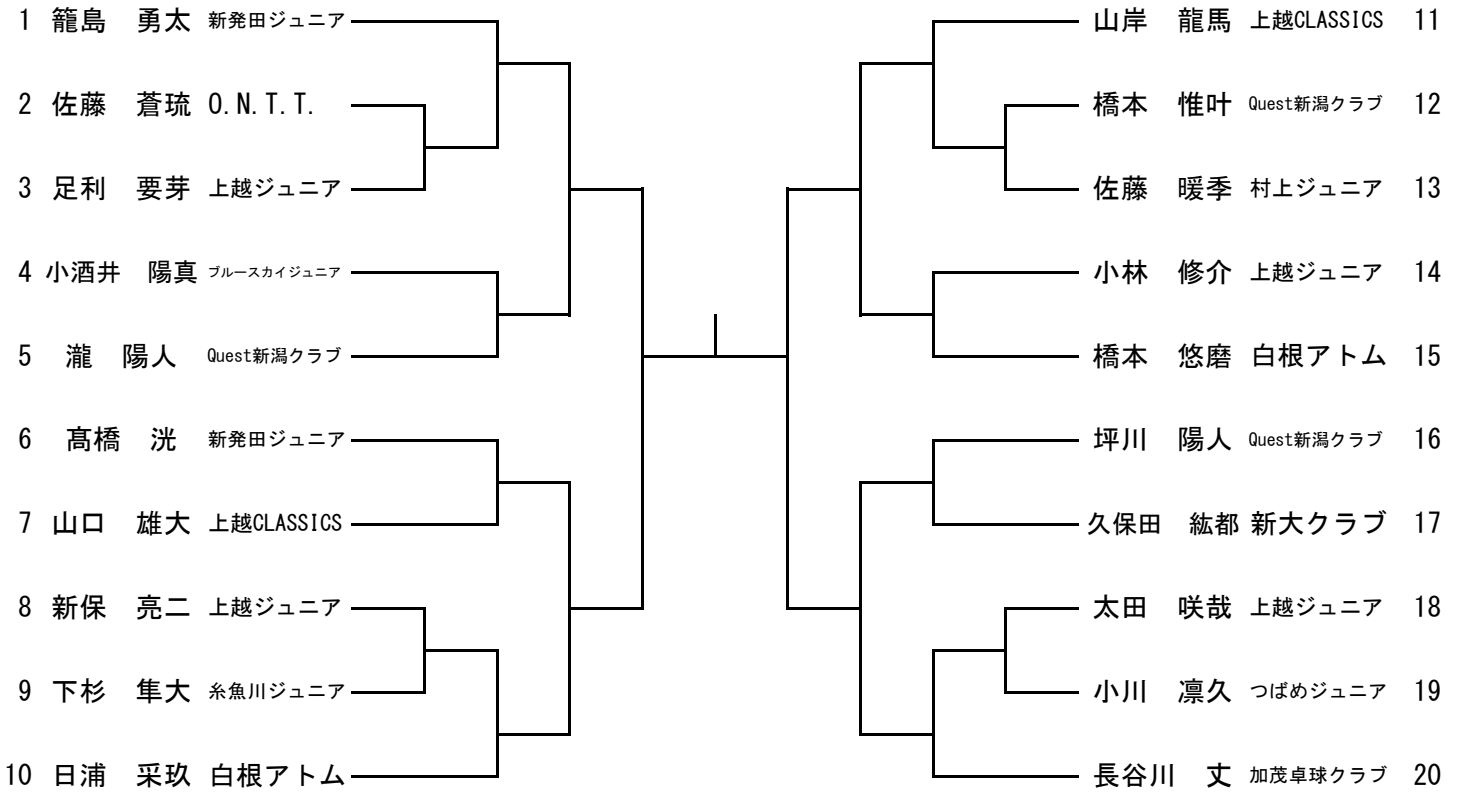 1 籠島　勇太 新発田ジュニア
2 佐藤　蒼琉 O.N.T.T.
3 足利　要芽 上越ジュニア
4 小酒井　陽真 ブルースカイジュニア
5 瀧　陽人 Quest新潟クラブ
6 髙橋　洸 新発田ジュニア
7 山口　雄大 上越CLASSICS
8 新保　亮二 上越ジュニア
9 下杉　隼大 糸魚川ジュニア
10 日浦　采玖 白根アトム
山岸　龍馬 上越CLASSICS 11
橋本　惟叶 Quest新潟クラブ 12
佐藤　暖季 村上ジュニア 13
小林　修介 上越ジュニア 14
橋本　悠磨 白根アトム 15
坪川　陽人 Quest新潟クラブ 16
久保田　紘都 新大クラブ 17
太田　咲哉 上越ジュニア 18
小川　凛久 つばめジュニア 19
長谷川　丈 加茂卓球クラブ 20